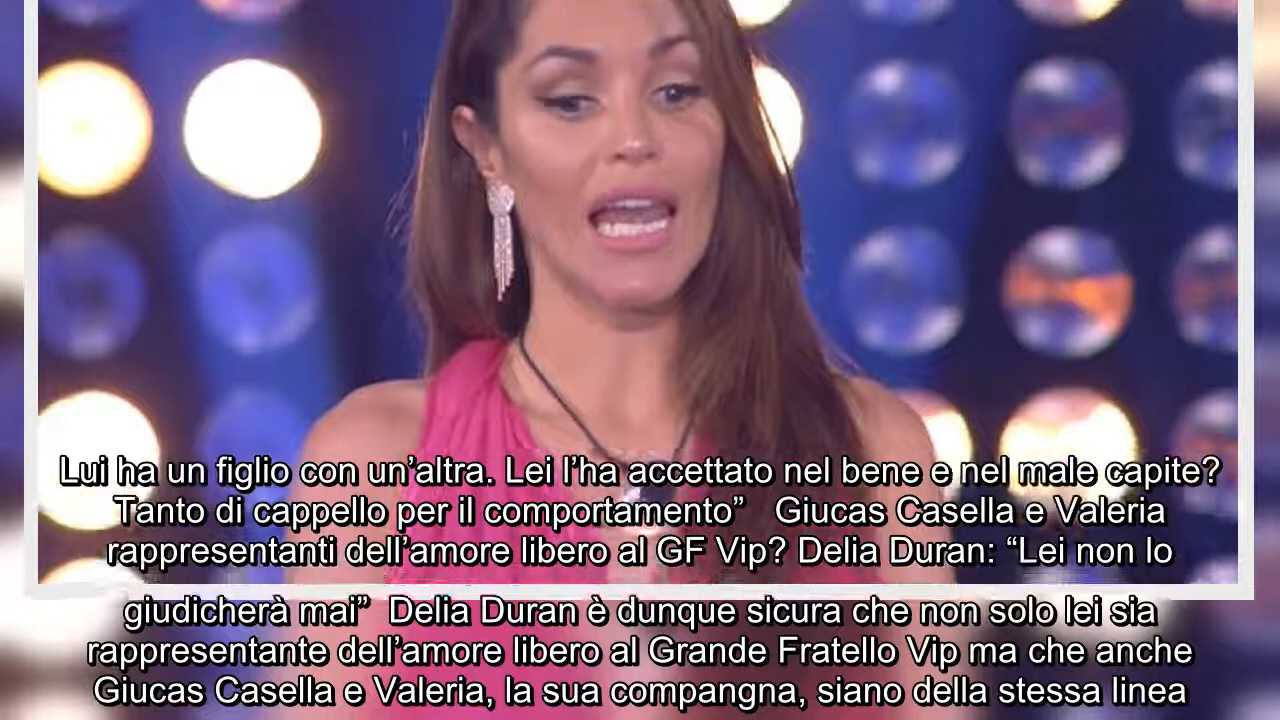 Lui ha un figlio con un’altra. Lei l’ha accettato nel bene e nel male capite?
Tanto di cappello per il comportamento” Giucas Casella e Valeria
rappresentanti dell’amore libero al GF Vip? Delia Duran: “Lei non lo
giudicherà mai” Delia Duran è dunque sicura che non solo lei sia
rappresentante dell’amore libero al Grande Fratello Vip ma che anche
Giucas Casella e Valeria, la sua compangna, siano della stessa linea